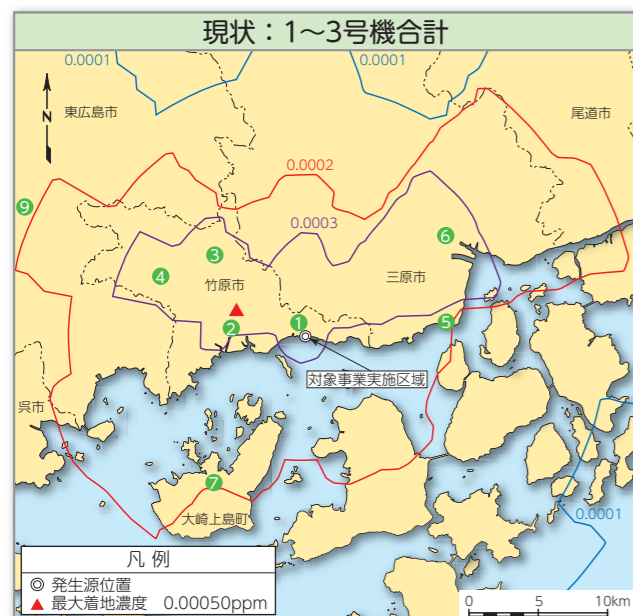 現状：1～3号機合計
0.0001
0.0001
東広島市
尾道市
N
0.0002
9
0.0003
6
3
4
竹原市
三原市
1
2
5
対象事業実施区域
呉市
7
大崎上島町
0.0001
凡 例
◎ 発生源位置
▲ 最大着地濃度 0.00050ppm
0 5 10km